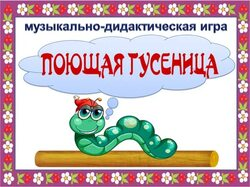 музыкально-дидактическая игра
ПОЮЩАЯ ГУСЕНИЦА